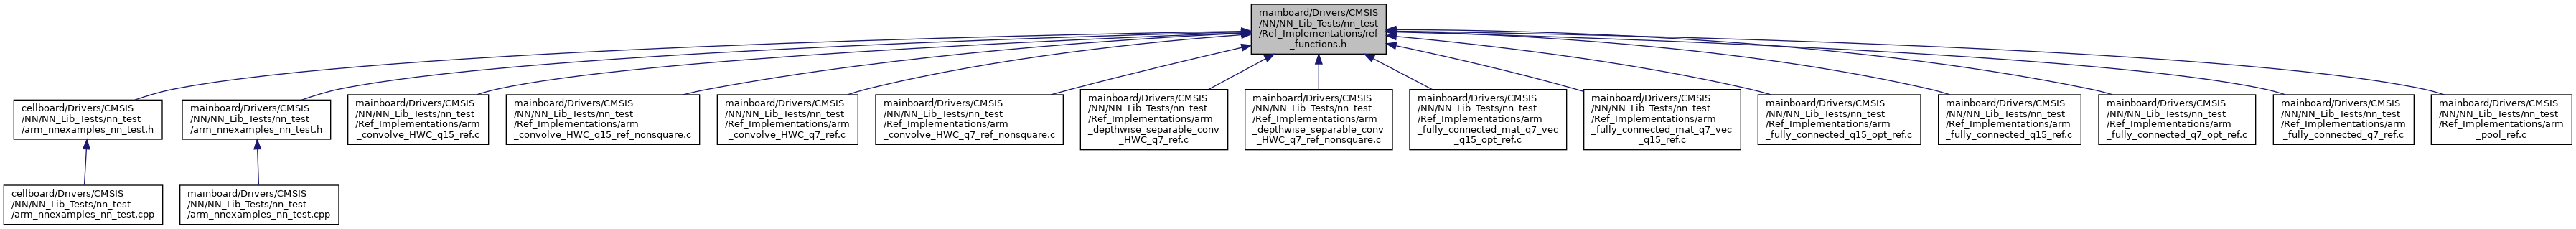 mainboard/Drivers/CMSIS
/NN/NN_Lib_Tests/nn_test
/Ref_Implementations/ref
_functions.h
cellboard/Drivers/CMSIS
/NN/NN_Lib_Tests/nn_test
/arm_nnexamples_nn_test.h
mainboard/Drivers/CMSIS
/NN/NN_Lib_Tests/nn_test
/arm_nnexamples_nn_test.h
mainboard/Drivers/CMSIS
/NN/NN_Lib_Tests/nn_test
/Ref_Implementations/arm
_convolve_HWC_q15_ref.c
mainboard/Drivers/CMSIS
/NN/NN_Lib_Tests/nn_test
/Ref_Implementations/arm
_convolve_HWC_q15_ref_nonsquare.c
mainboard/Drivers/CMSIS
/NN/NN_Lib_Tests/nn_test
/Ref_Implementations/arm
_convolve_HWC_q7_ref.c
mainboard/Drivers/CMSIS
/NN/NN_Lib_Tests/nn_test
/Ref_Implementations/arm
_convolve_HWC_q7_ref_nonsquare.c
mainboard/Drivers/CMSIS
/NN/NN_Lib_Tests/nn_test
/Ref_Implementations/arm
_depthwise_separable_conv
_HWC_q7_ref.c
mainboard/Drivers/CMSIS
/NN/NN_Lib_Tests/nn_test
/Ref_Implementations/arm
_depthwise_separable_conv
_HWC_q7_ref_nonsquare.c
mainboard/Drivers/CMSIS
/NN/NN_Lib_Tests/nn_test
/Ref_Implementations/arm
_fully_connected_mat_q7_vec
_q15_opt_ref.c
mainboard/Drivers/CMSIS
/NN/NN_Lib_Tests/nn_test
/Ref_Implementations/arm
_fully_connected_mat_q7_vec
_q15_ref.c
mainboard/Drivers/CMSIS
/NN/NN_Lib_Tests/nn_test
/Ref_Implementations/arm
_fully_connected_q15_opt_ref.c
mainboard/Drivers/CMSIS
/NN/NN_Lib_Tests/nn_test
/Ref_Implementations/arm
_fully_connected_q15_ref.c
mainboard/Drivers/CMSIS
/NN/NN_Lib_Tests/nn_test
/Ref_Implementations/arm
_fully_connected_q7_opt_ref.c
mainboard/Drivers/CMSIS
/NN/NN_Lib_Tests/nn_test
/Ref_Implementations/arm
_fully_connected_q7_ref.c
mainboard/Drivers/CMSIS
/NN/NN_Lib_Tests/nn_test
/Ref_Implementations/arm
_pool_ref.c
cellboard/Drivers/CMSIS
/NN/NN_Lib_Tests/nn_test
/arm_nnexamples_nn_test.cpp
mainboard/Drivers/CMSIS
/NN/NN_Lib_Tests/nn_test
/arm_nnexamples_nn_test.cpp